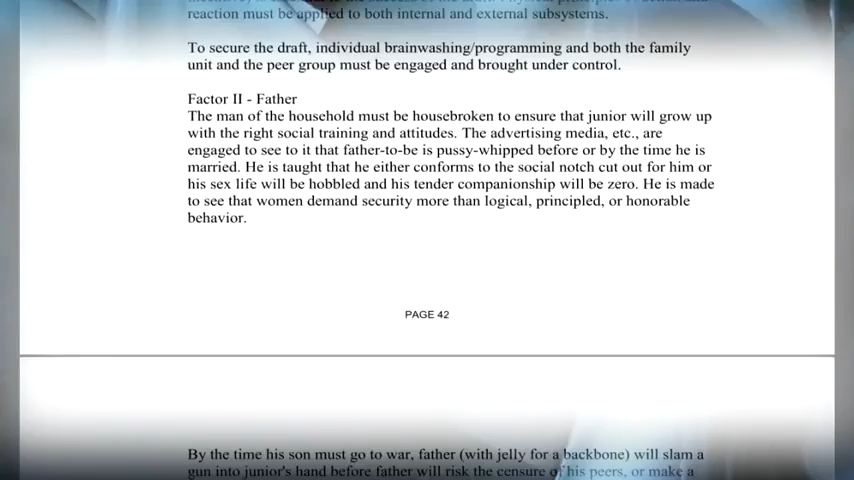 reaction must be applied to both internal and external subsystems.
To secure the draft, individual brainwashing/programming and both the family
unit and the peer group must be engaged and brought under control.
Factor II - Father
The man of the household must be housebroken to ensure that junior will grow up
with the right social training and attitudes. The advertising media, etc., are
engaged to see to it that father-to-be is pussy-whipped before or by the time he is
married. He is taught that he either conforms to the social notch cut out for him or
his sex life will be hobbled and his tender companionship will be zero. He is made
to see that women demand security more than logical, principled, or honorable
behavior.
PAGE 42
By the time his son must go to war, father (with jelly for a backbone) will slam a
gun into junior's hand before father will risk the censure of his peers, or make a